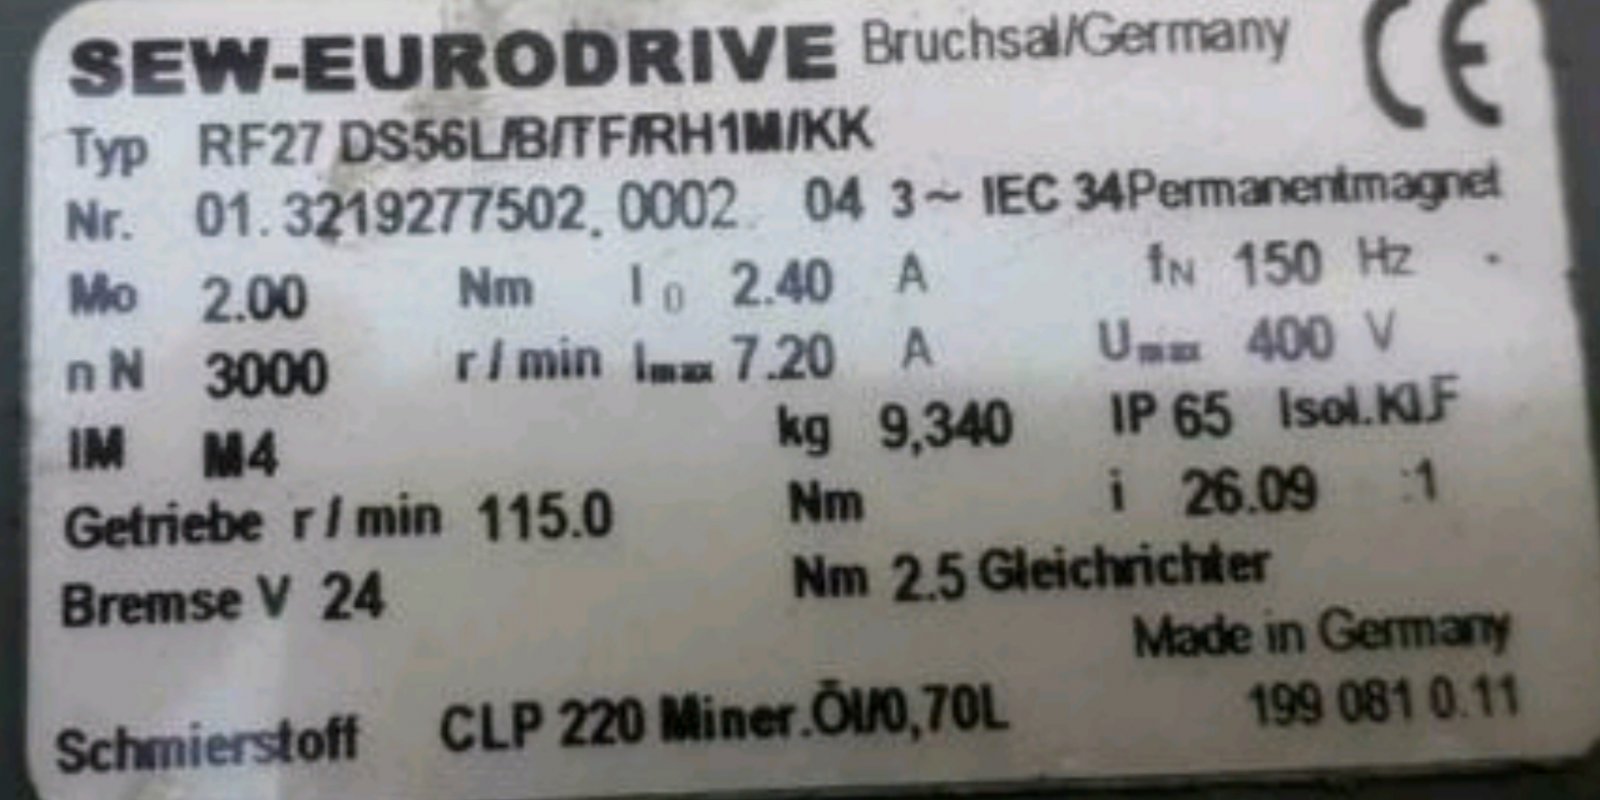 SEW-EURODRIVE Bruchsal/Germany CE
Typ RF27 DS56L/B/TF/RH1M/KK
Nr. 01.3219277502.0002 04 3~ IEC 34 Permanentmagnet
Mo 2.00 Nm I0 2.40 A fN 150 Hz
nN 3000 r/min Imax 7.20 A Umax 400 V
IM M4 kg 9,340 IP 65 Isol.Kl.F
Getriebe r/min 115.0 Nm i 26.09 :1
Bremse V 24 Nm 2.5 Gleichrichter
Made in Germany
Schmierstoff CLP 220 Miner.Öl/0,70L 199 081 0.11